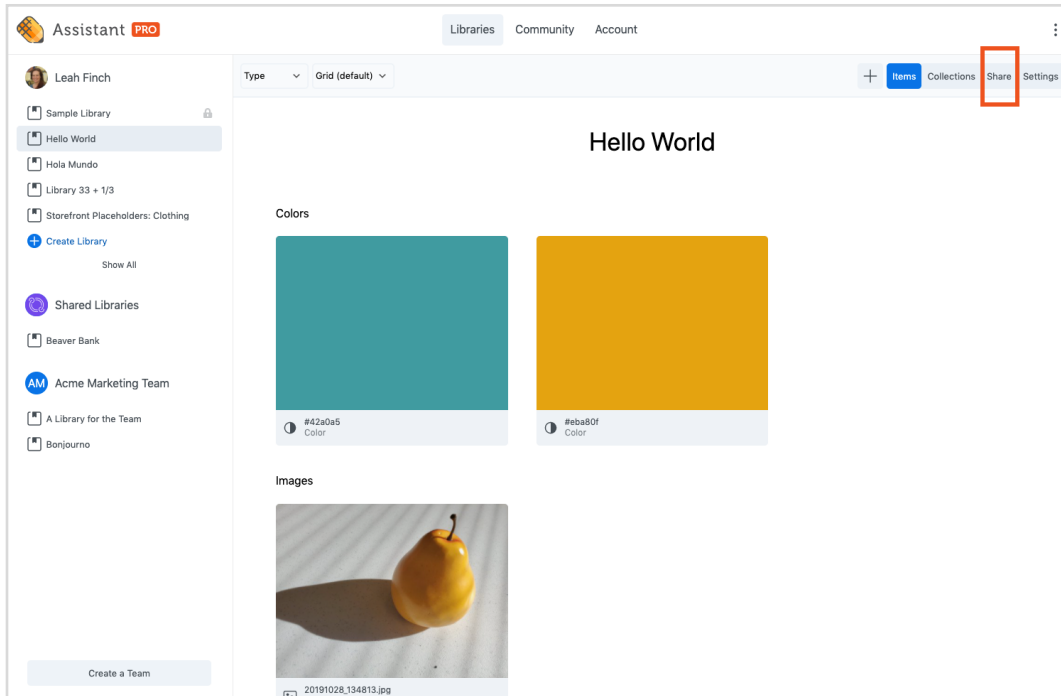 Assistant PRO
Libraries Community Account
Leah Finch
Type Grid (default)
Items Collections Share Settings
Sample Library
Hello World
Hola Mundo
Library 33 + 1/3
Storefront Placeholders: Clothing
Create Library
Show All
Shared Libraries
Beaver Bank
AM Acme Marketing Team
A Library for the Team
Bonjourno
Create a Team
Hello World
Colors
#42a0a5
Color
#eba80f
Color
Images
20191028_134813.jpg